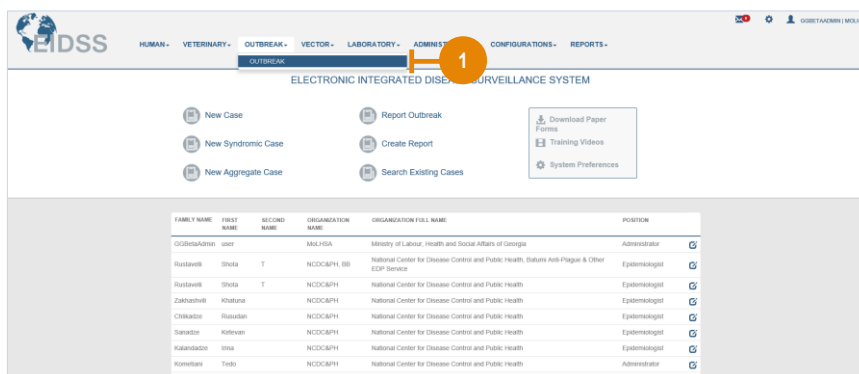 EIDSS
HUMAN VETERINARY OUTBREAK VECTOR LABORATORY CONFIGURATIONS REPORTS
GGBETAADMIN | MOL
OUTBREAK
1
ELECTRONIC INTEGRATED SURVEILLANCE SYSTEM
New Case Report Outbreak Download Paper
Forms
New Syndromic Case Create Report Training Videos
New Aggregate Case Search Existing Cases System Preferences
FAMILY NAME FIRST SECOND ORGANIZATION ORGANIZATION FULL NAME POSITION
NAME NAME NAME
GGBetaAdmin user MoLHSA Ministry of Labour, Health and Social Affairs of Georgia Administrator
Rustavelli Shota T NCDC&PH, BB National Center for Disease Control and Public Health, Batumi Anti-Plague & Other Epidemiologist
EDP Service
Rustavelli Shota T NCDC&PH National Center for Disease Control and Public Health Epidemiologist
Zakhashvili Khatuna NCDC&PH National Center for Disease Control and Public Health Epidemiologist
Chlikadze Rusudan NCDC&PH National Center for Disease Control and Public Health Epidemiologist
Sanadze Ketevan NCDC&PH National Center for Disease Control and Public Health Epidemiologist
Kalandadze Irina NCDC&PH National Center for Disease Control and Public Health Epidemiologist
Kometiani Tedo NCDC&PH National Center for Disease Control and Public Health Administrator